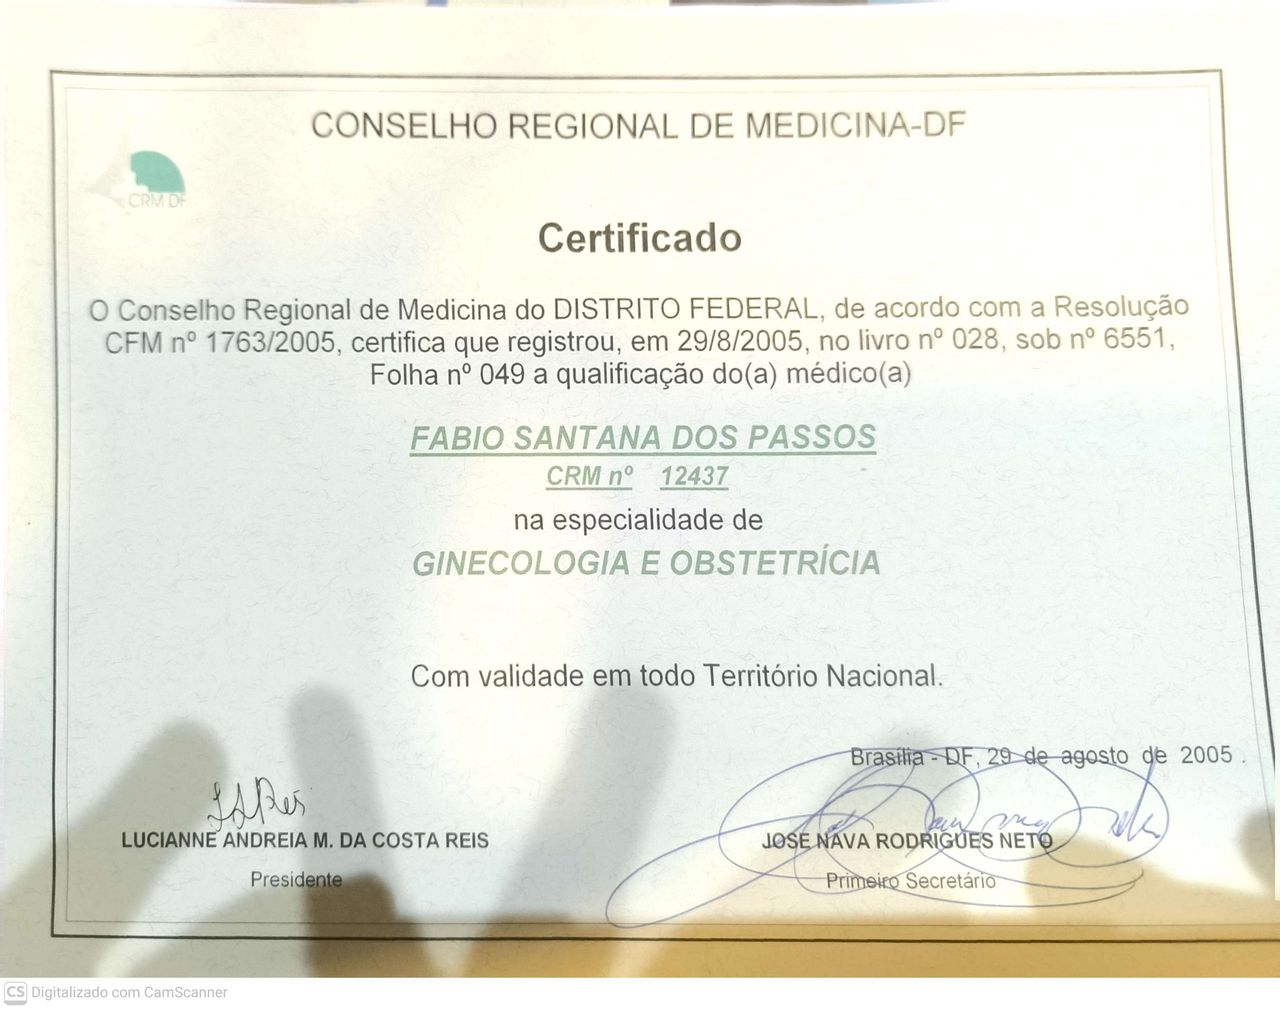 CONSELHO REGIONAL DE MEDICINA-DF
CRM DF
Certificado
O Conselho Regional de Medicina do DISTRITO FEDERAL, de acordo com a Resolução
CFM nº 1763/2005, certifica que registrou, em 29/8/2005, no livro nº 028, sob nº 6551,
Folha nº 049 a qualificação do(a) médico(a)
FABIO SANTANA DOS PASSOS
CRM nº 12437
na especialidade de
GINECOLOGIA E OBSTETRÍCIA
Com validade em todo Território Nacional.
Brasília - DF, 29 de agosto de 2005 .
LUCIANNE ANDREIA M. DA COSTA REIS
Presidente
JOSE NAVA RODRIGUES NETO
Primeiro Secretário
CS Digitalizado com CamScanner